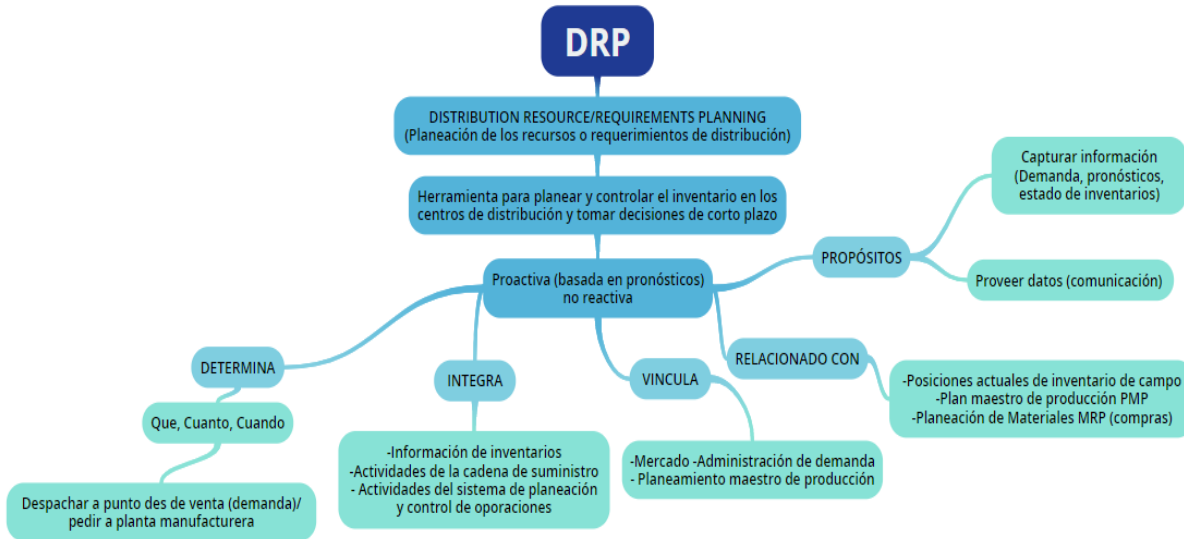 DRP
DISTRIBUTION RESOURCE/REQUIREMENTS PLANNING
(Planeación de los recursos o requerimientos de distribución)
Herramienta para planear y controlar el inventario en los
centros de distribución y tomar decisiones de corto plazo
Proactiva (basada en pronósticos)
no reactiva
PROPÓSITOS
Capturar información
(Demanda, pronósticos,
estado de inventarios)
Proveer datos (comunicación)
DETERMINA
Que, Cuanto, Cuando
Despachar a punto des de venta (demanda)/
pedir a planta manufacturera
INTEGRA
-Información de inventarios
-Actividades de la cadena de suministro
- Actividades del sistema de planeación
y control de operaciones
VINCULA
-Mercado -Administración de demanda
- Planeamiento maestro de producción
RELACIONADO CON
-Posiciones actuales de inventario de campo
-Plan maestro de producción PMP
-Planeación de Materiales MRP (compras)